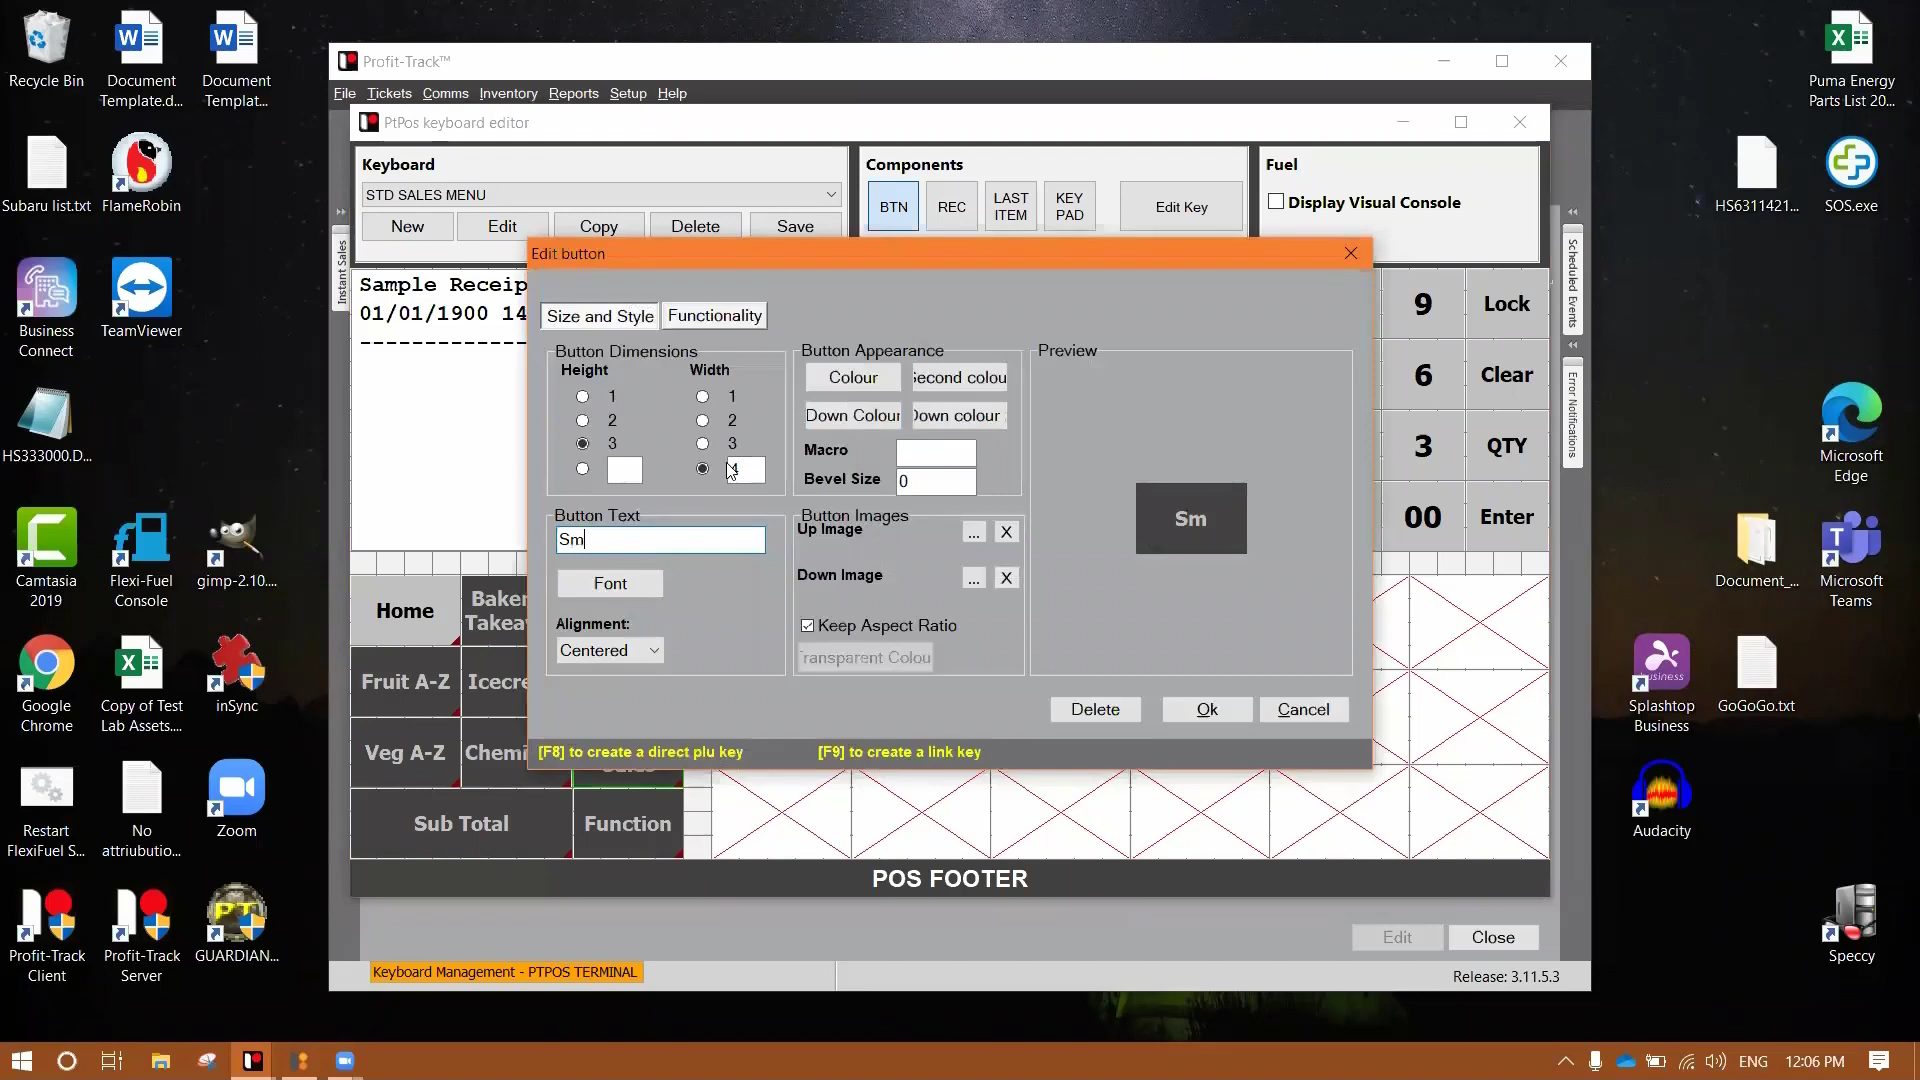 Recycle Bin
Document
Template.d...
Document
Templat...
Subaru list.txt
FlameRobin
Business
Connect
TeamViewer
HS333000.D...
Camtasia
2019
Flexi-Fuel
Console
gimp-2.10....
Google
Chrome
Copy of Test
Lab Assets....
inSync
Restart
FlexiFuel S...
No
attriubutio...
Zoom
Profit-Track
Client
Profit-Track
Server
GUARDIAN...
Profit-Track™
File Tickets Comms Inventory Reports Setup Help
PtPos keyboard editor
Keyboard
STD SALES MENU
New Edit Copy Delete Save
Components
BTN
REC
LAST
ITEM
KEY
PAD
Edit Key
Fuel
Display Visual Console
Instant Sales
Scheduled Events
Error Notifications
Sample Receip
01/01/1900 14
Edit button
Size and Style
Functionality
Button Dimensions
Height Width
1 1
2 2
3 3
4
Button Appearance
Colour
Second colou
Down Colour
Down colour
Macro
Bevel Size 0
Preview
Sm
Button Text
Sm
Font
Alignment:
Centered
Button Images
Up Image ... X
Down Image ... X
Keep Aspect Ratio
Transparent Colou
Delete Ok Cancel
[F8] to create a direct plu key
[F9] to create a link key
9 Lock
6 Clear
3 QTY
00 Enter
Home
Baker
Takeav
Fruit A-Z
Icecre
Veg A-Z
Chemi
Sales
Sub Total
Function
POS FOOTER
Edit Close
Keyboard Management - PTPOS TERMINAL
Release: 3.11.5.3
Puma Energy
Parts List 20...
HS6311421...
SOS.exe
Microsoft
Edge
Document_...
Microsoft
Teams
business
Splashtop
Business
GoGoGo.txt
Audacity
Speccy
ENG
12:06 PM